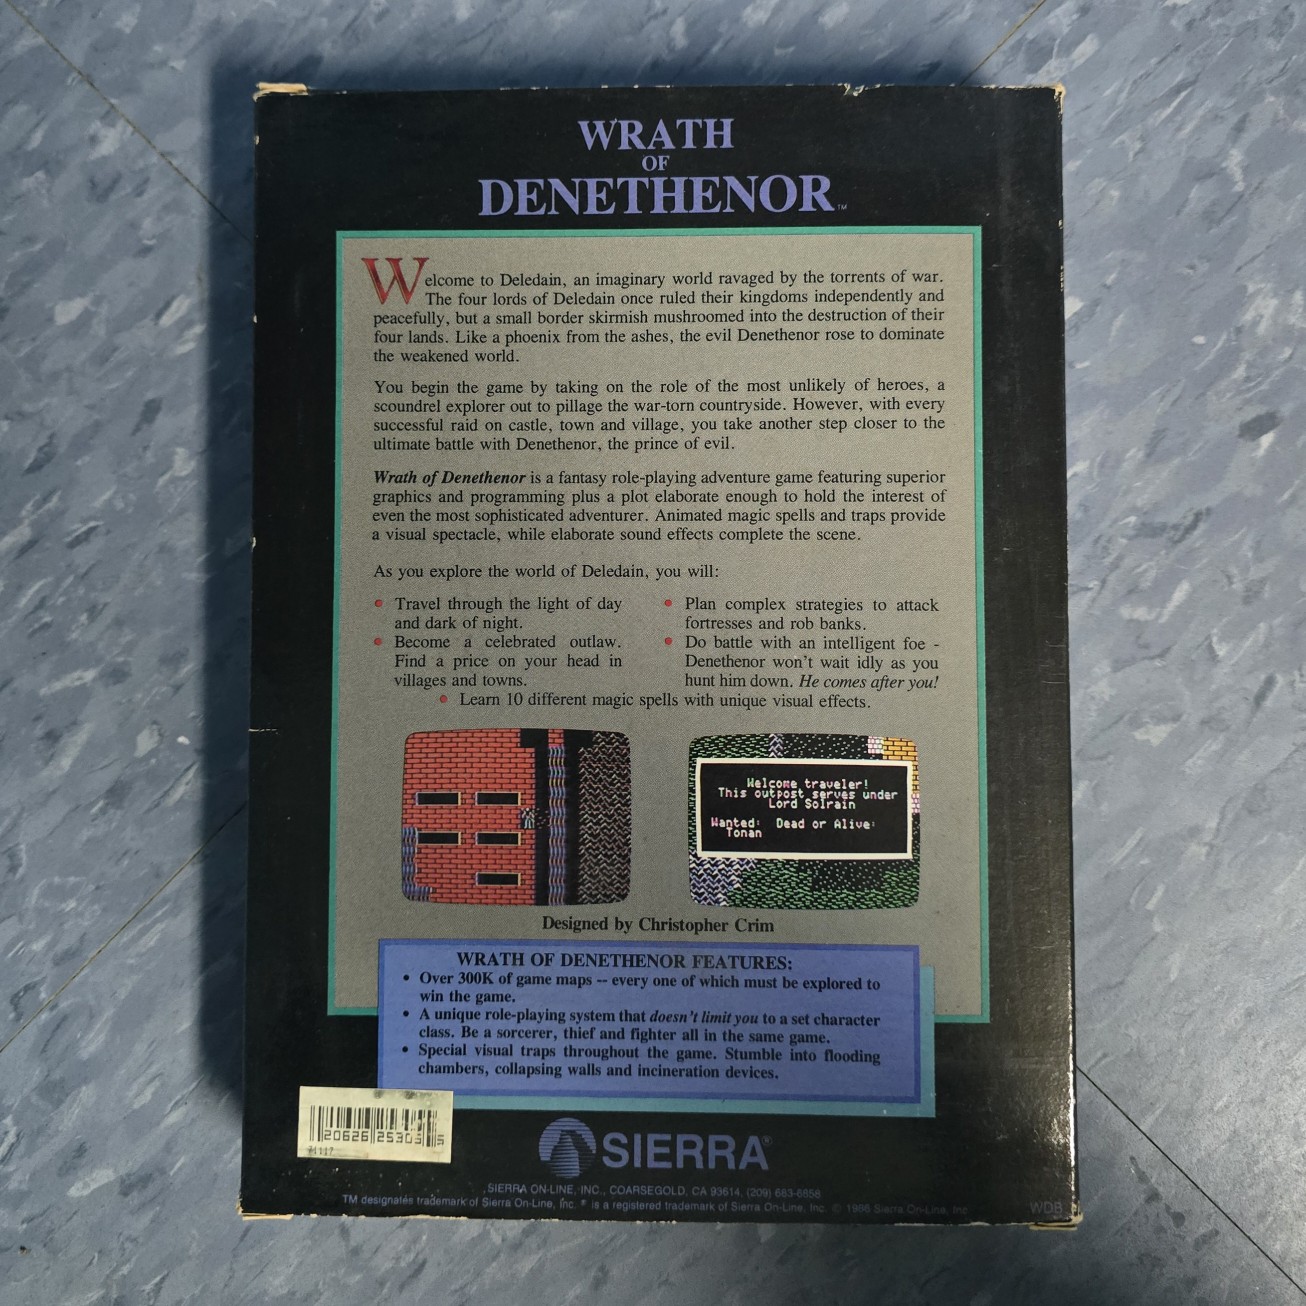 WRATH
OF
DENETHENOR™
Welcome to Deledain, an imaginary world ravaged by the torrents of war.
The four lords of Deledain once ruled their kingdoms independently and
peacefully, but a small border skirmish mushroomed into the destruction of their
four lands. Like a phoenix from the ashes, the evil Denethenor rose to dominate
the weakened world.
You begin the game by taking on the role of the most unlikely of heroes, a
scoundrel explorer out to pillage the war-torn countryside. However, with every
successful raid on castle, town and village, you take another step closer to the
ultimate battle with Denethenor, the prince of evil.
Wrath of Denethenor is a fantasy role-playing adventure game featuring superior
graphics and programming plus a plot elaborate enough to hold the interest of
even the most sophisticated adventurer. Animated magic spells and traps provide
a visual spectacle, while elaborate sound effects complete the scene.
As you explore the world of Deledain, you will:
• Travel through the light of day
and dark of night.
• Become a celebrated outlaw.
Find a price on your head in
villages and towns.
• Plan complex strategies to attack
fortresses and rob banks.
• Do battle with an intelligent foe -
Denethenor won't wait idly as you
hunt him down. He comes after you!
• Learn 10 different magic spells with unique visual effects.
Welcome traveler!
This outpost serves under
Lord Solrain
Wanted: Dead or Alive:
Tonan
Designed by Christopher Crim
WRATH OF DENETHENOR FEATURES:
• Over 300K of game maps -- every one of which must be explored to
win the game.
• A unique role-playing system that doesn't limit you to a set character
class. Be a sorcerer, thief and fighter all in the same game.
• Special visual traps throughout the game. Stumble into flooding
chambers, collapsing walls and incineration devices.
20626 25305 5
SIERRA®
SIERRA ON-LINE, INC., COARSEGOLD, CA 93614, (209) 683-6858
TM designates trademark of Sierra On-Line, Inc. ® is a registered trademark of Sierra On-Line, Inc. © 1986 Sierra On-Line, Inc
WDB